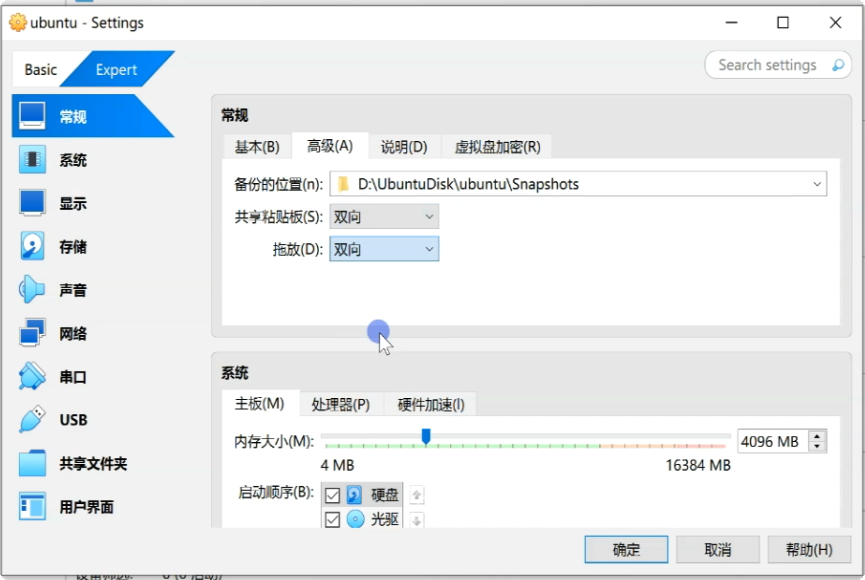 ubuntu - Settings
Basic
Expert
Search settings
常规
系统
显示
存储
声音
网络
串口
USB
共享文件夹
用户界面
常规
基本(B)
高级(A)
说明(D)
虚拟盘加密(R)
备份的位置(n):
D:\UbuntuDisk\ubuntu\Snapshots
共享粘贴板(S):
双向
拖放(D):
双向
系统
主板(M)
处理器(P)
硬件加速(l)
内存大小(M):
4096 MB
4 MB
16384 MB
启动顺序(B):
硬盘
光驱
确定
取消
帮助(H)